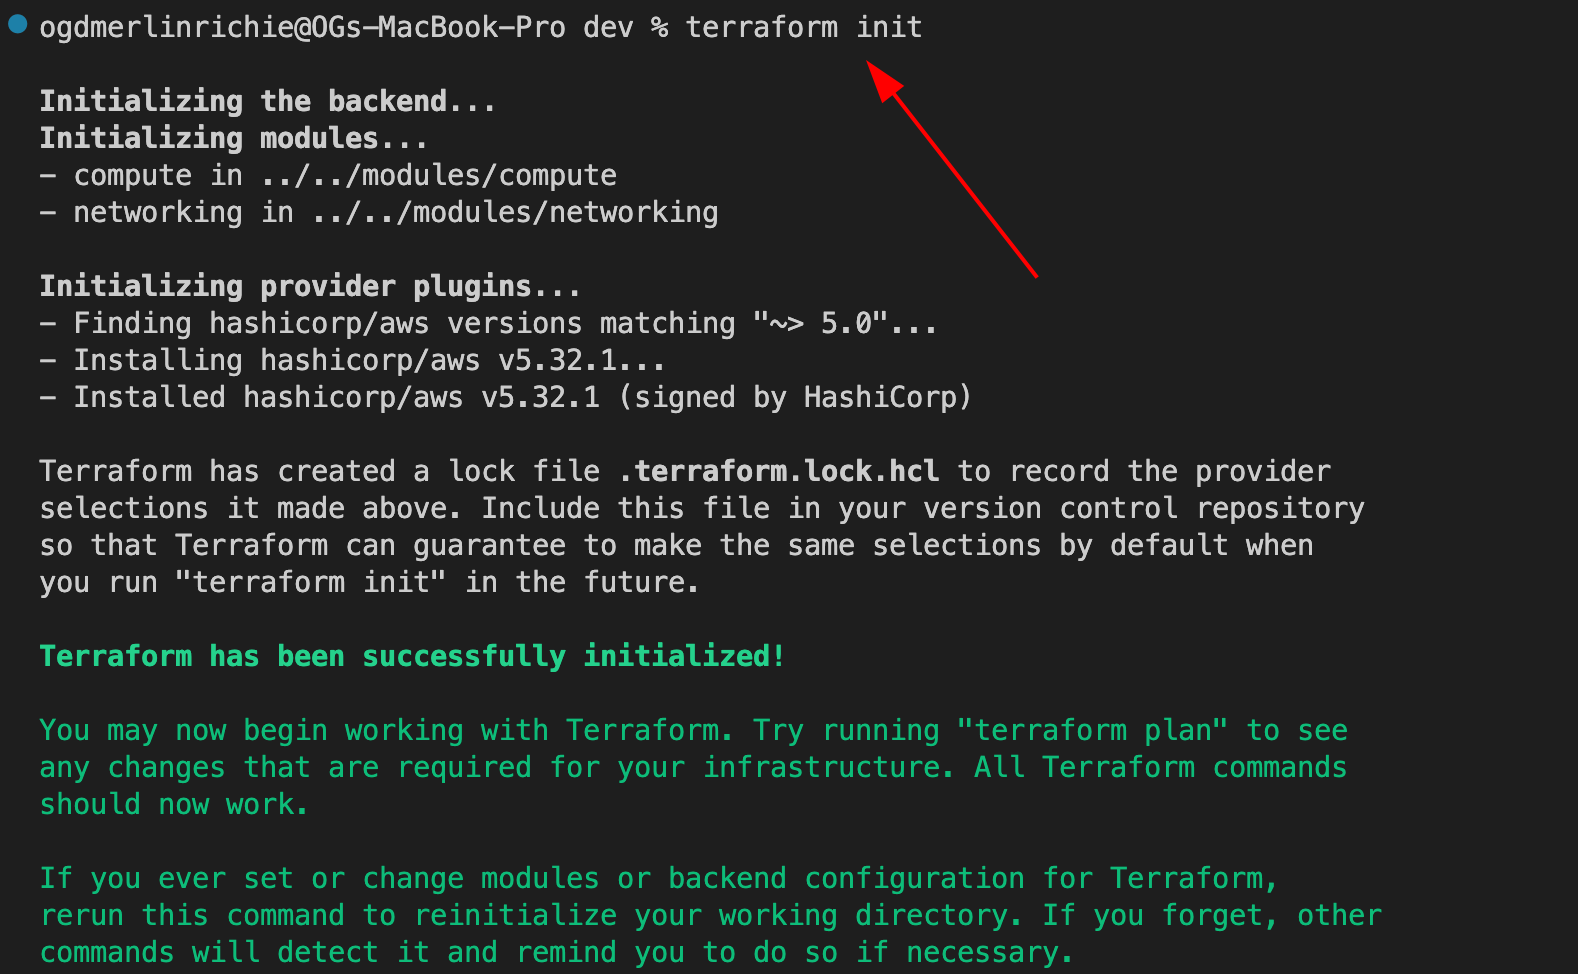 ogdmerlinrichie@OGs-MacBook-Pro dev % terraform init
Initializing the backend...
Initializing modules...
- compute in ../../modules/compute
- networking in ../../modules/networking
Initializing provider plugins...
- Finding hashicorp/aws versions matching "~> 5.0"...
- Installing hashicorp/aws v5.32.1...
- Installed hashicorp/aws v5.32.1 (signed by HashiCorp)
Terraform has created a lock file .terraform.lock.hcl to record the provider
selections it made above. Include this file in your version control repository
so that Terraform can guarantee to make the same selections by default when
you run "terraform init" in the future.
Terraform has been successfully initialized!
You may now begin working with Terraform. Try running "terraform plan" to see
any changes that are required for your infrastructure. All Terraform commands
should now work.
If you ever set or change modules or backend configuration for Terraform,
rerun this command to reinitialize your working directory. If you forget, other
commands will detect it and remind you to do so if necessary.